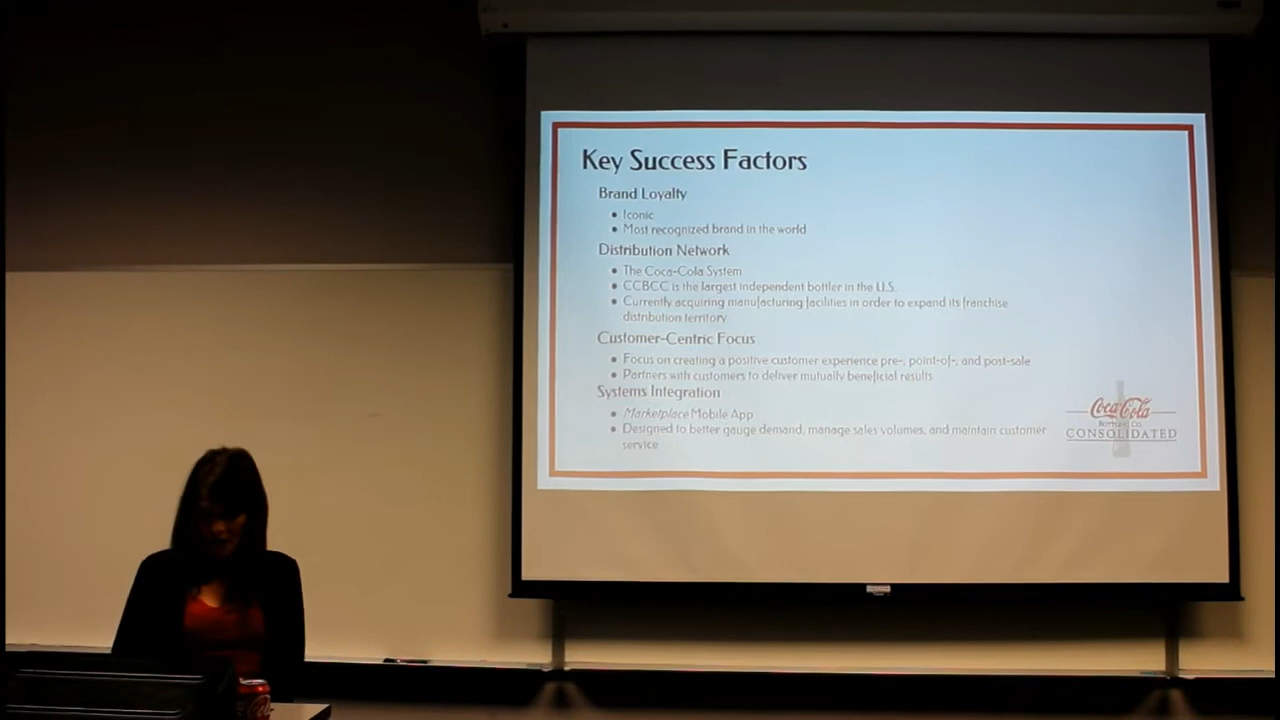 Key Success Factors
Brand Loyalty
• Iconic
• Most recognized brand in the world
Distribution Network
• The Coca-Cola System
• CCBCC is the largest independent bottler in the U.S.
• Currently acquiring manufacturing facilities in order to expand its franchise
distribution territory
Customer-Centric Focus
• Focus on creating a positive customer experience pre-, point-of-, and post-sale
• Partners with customers to deliver mutually beneficial results
Systems Integration
• Marketplace Mobile App
• Designed to better gauge demand, manage sales volumes, and maintain customer
service
Coca-Cola
Bottling Co.
CONSOLIDATED